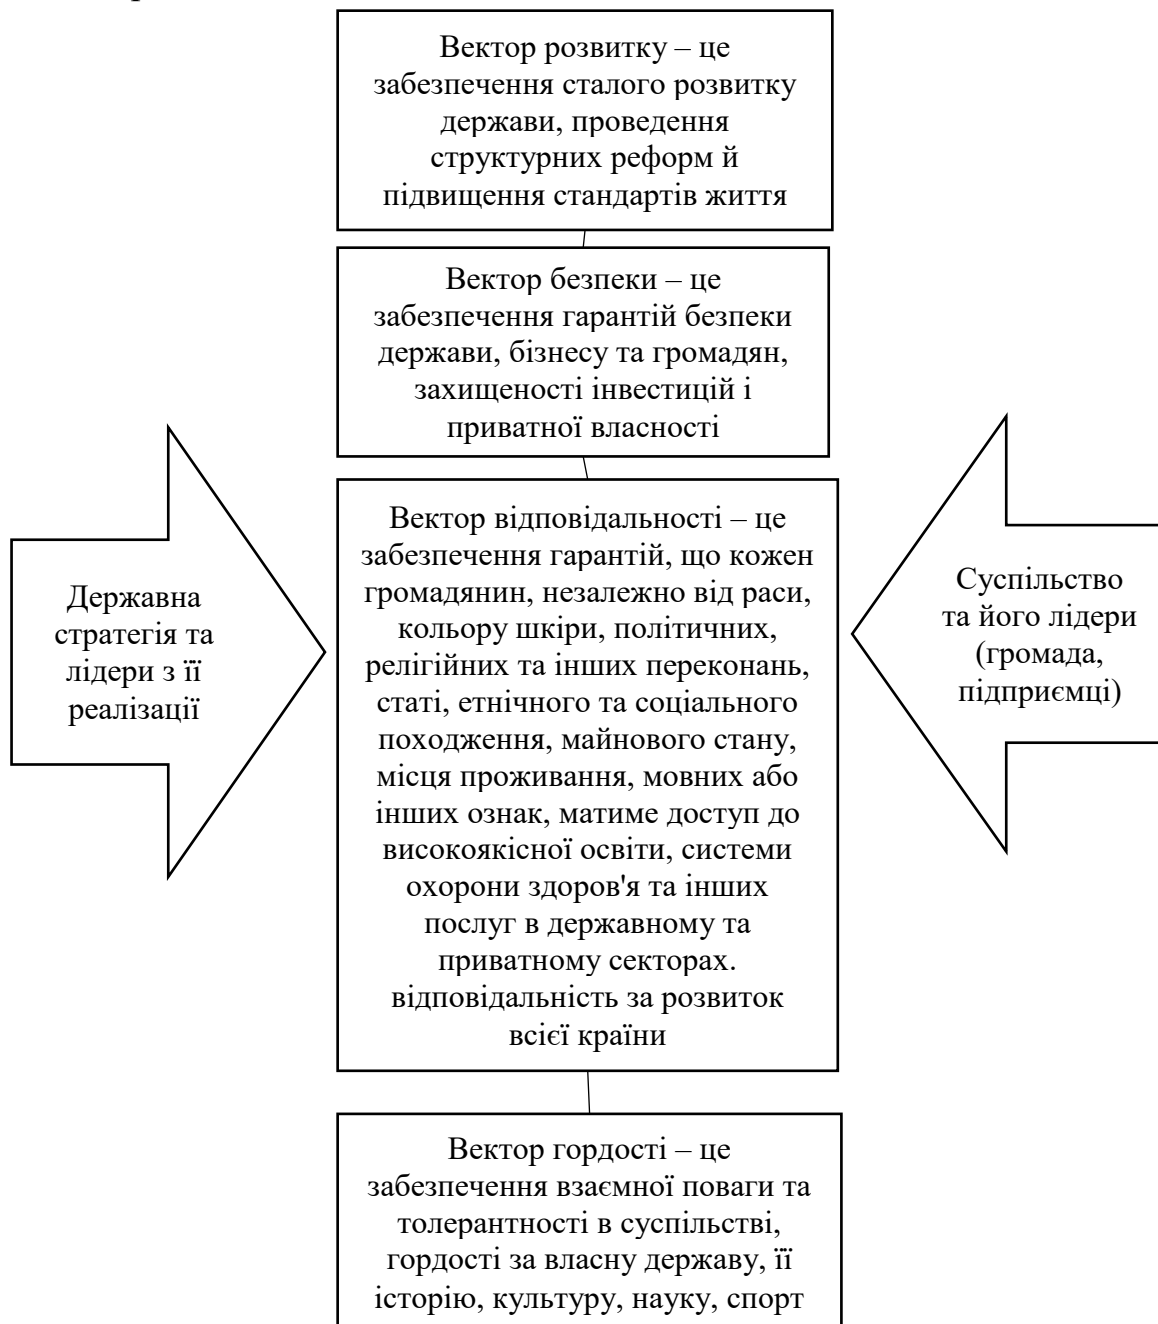 Вектор розвитку – це
забезпечення сталого розвитку
держави, проведення
структурних реформ й
підвищення стандартів життя
Вектор безпеки – це
забезпечення гарантій безпеки
держави, бізнесу та громадян,
захищеності інвестицій і
приватної власності
Державна
стратегія та
лідери з її
реалізації
Вектор відповідальності – це
забезпечення гарантій, що кожен
громадянин, незалежно від раси,
кольору шкіри, політичних,
релігійних та інших переконань,
статі, етнічного та соціального
походження, майнового стану,
місця проживання, мовних або
інших ознак, матиме доступ до
високоякісної освіти, системи
охорони здоров'я та інших
послуг в державному та
приватному секторах.
відповідальність за розвиток
всієї країни
Суспільство
та його лідери
(громада,
підприємці)
Вектор гордості – це
забезпечення взаємної поваги та
толерантності в суспільстві,
гордості за власну державу, її
історію, культуру, науку, спорт